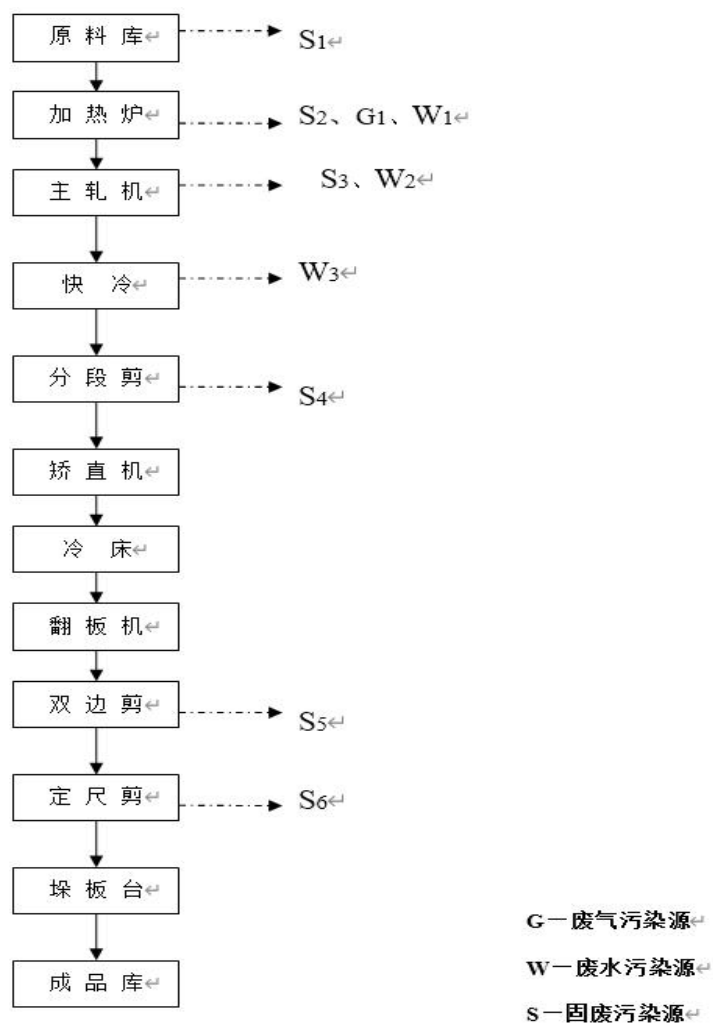 原 料 库↵
S1↵
加 热 炉↵
S2、G1、W1↵
主 轧 机↵
S3、W2↵
快 冷↵
W3↵
分 段 剪↵
S4↵
矫 直 机↵
冷 床↵
翻 板 机↵
双 边 剪↵
S5↵
定 尺 剪↵
S6↵
垛 板 台↵
成 品 库↵
G－废气污染源↵
W－废水污染源↵
S－固废污染源↵